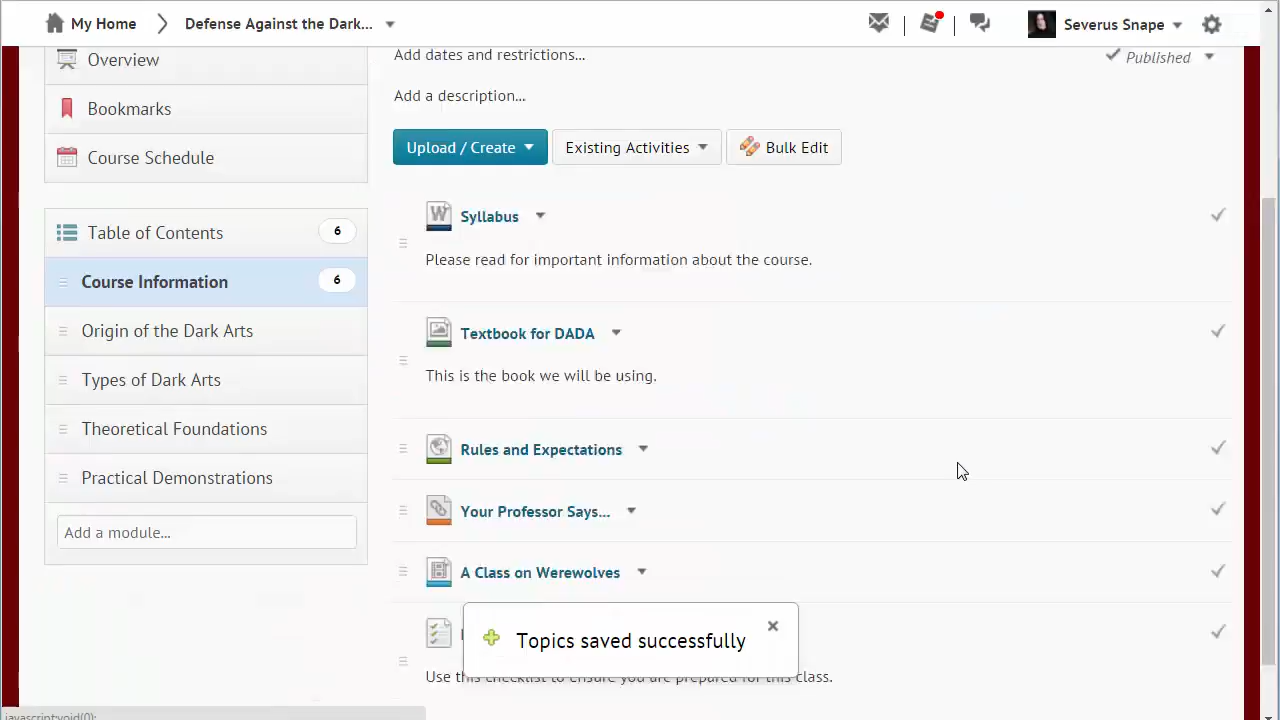 My Home
Defense Against the Dark...
Severus Snape
Overview
Bookmarks
Course Schedule
Table of Contents 6
Course Information 6
Origin of the Dark Arts
Types of Dark Arts
Theoretical Foundations
Practical Demonstrations
Add a module...
Add dates and restrictions...
Published
Add a description...
Upload / Create
Existing Activities
Bulk Edit
Syllabus
Please read for important information about the course.
Textbook for DADA
This is the book we will be using.
Rules and Expectations
Your Professor Says...
A Class on Werewolves
Topics saved successfully
Use this checklist to ensure you are prepared for this class.
javascript:void(0);